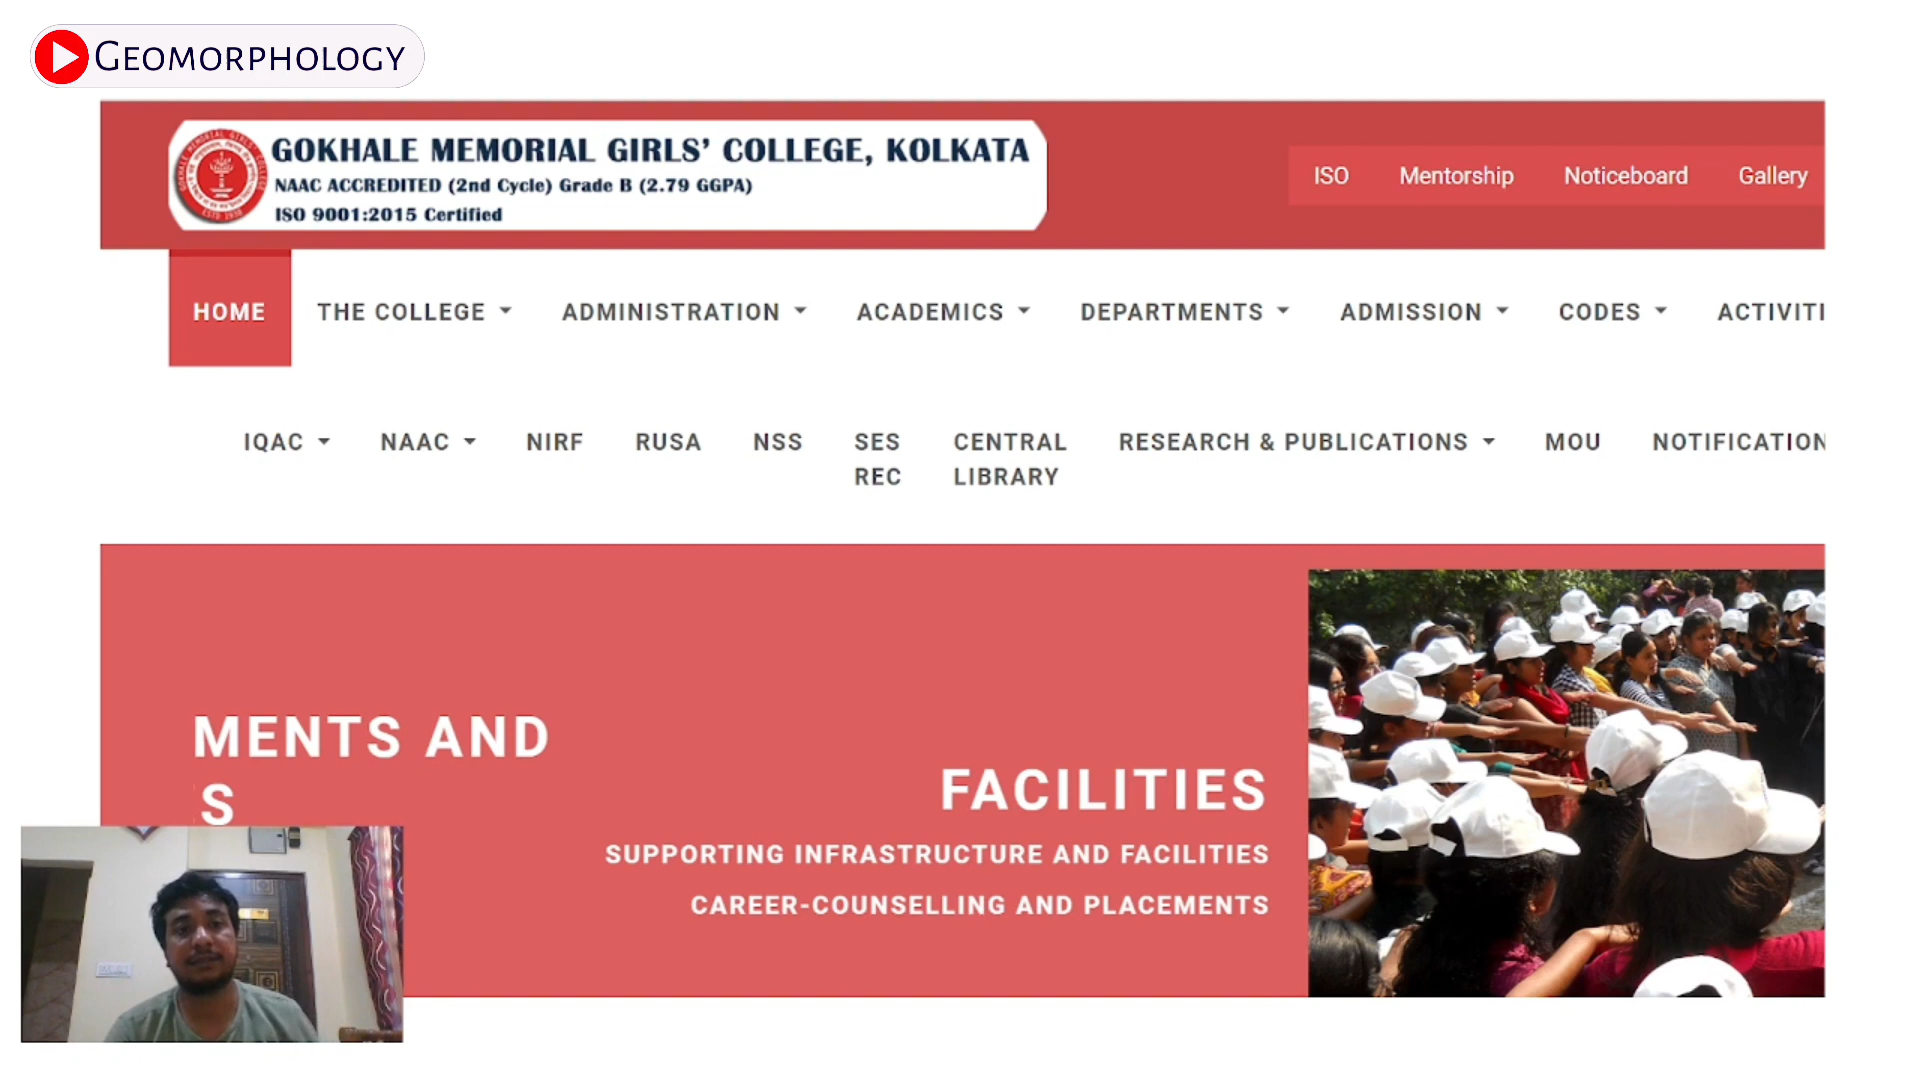 GEOMORPHOLOGY
GOKHALE MEMORIAL GIRLS' COLLEGE, KOLKATA
NAAC ACCREDITED (2nd Cycle) Grade B (2.79 GGPA)
ISO 9001:2015 Certified
ISO Mentorship Noticeboard Gallery
HOME THE COLLEGE ADMINISTRATION ACADEMICS DEPARTMENTS ADMISSION CODES ACTIVITI
IQAC NAAC NIRF RUSA NSS SES REC CENTRAL LIBRARY RESEARCH & PUBLICATIONS MOU NOTIFICATION
MENTS AND
S
FACILITIES
SUPPORTING INFRASTRUCTURE AND FACILITIES
CAREER-COUNSELLING AND PLACEMENTS